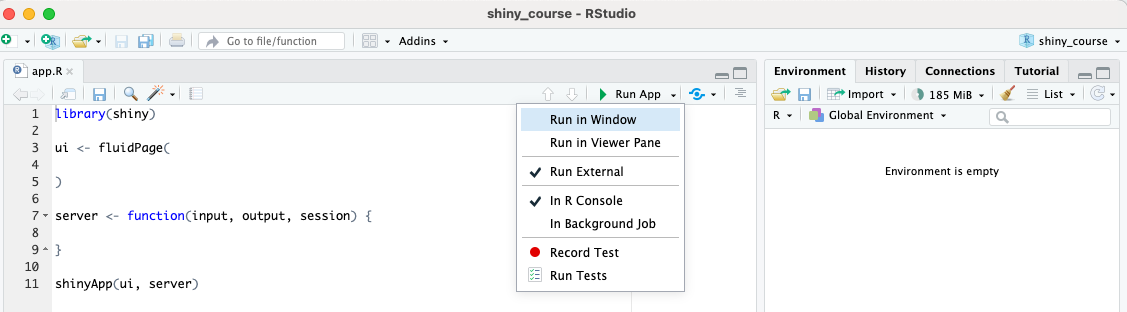 shiny_course - RStudio
Go to file/function
Addins
shiny_course
app.R
Run App
1 library(shiny)
2
3 ui <- fluidPage(
4
5 )
6
7 server <- function(input, output, session) {
8
9 }
10
11 shinyApp(ui, server)
Run in Window
Run in Viewer Pane
Run External
In R Console
In Background Job
Record Test
Run Tests
Environment History Connections Tutorial
Import 185 MiB List
R Global Environment
Environment is empty